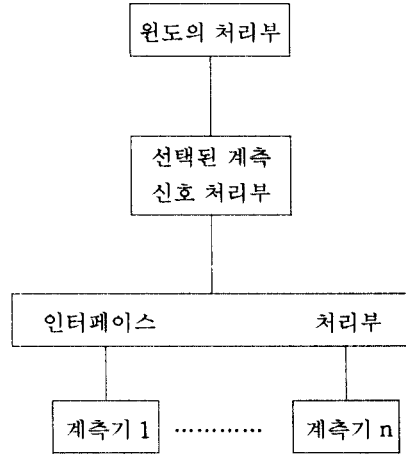 윈도의 처리부
선택된 계측
신호 처리부
인터페이스 처리부
계측기 1 ············· 계측기 n